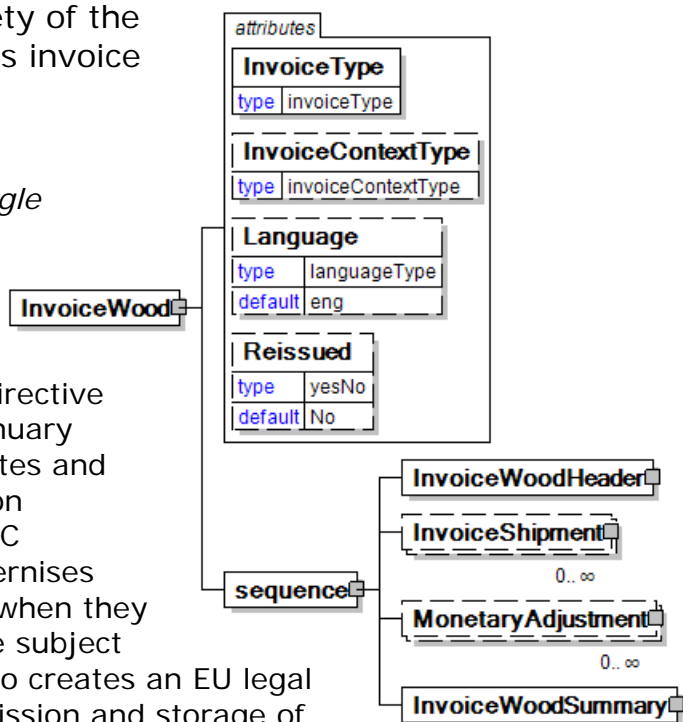 ety of the
s invoice
gle
irective
nuary
tes and
on
C
ernises
when they
e subject
o creates an EU legal
ission and storage of
attributes
InvoiceType
type invoiceType
InvoiceContextType
type invoiceContextType
Language
type languageType
default eng
Reissued
type yesNo
default No
InvoiceWood
sequence
InvoiceWoodHeader
InvoiceShipment
0.. ∞
MonetaryAdjustment
0.. ∞
InvoiceWoodSummary